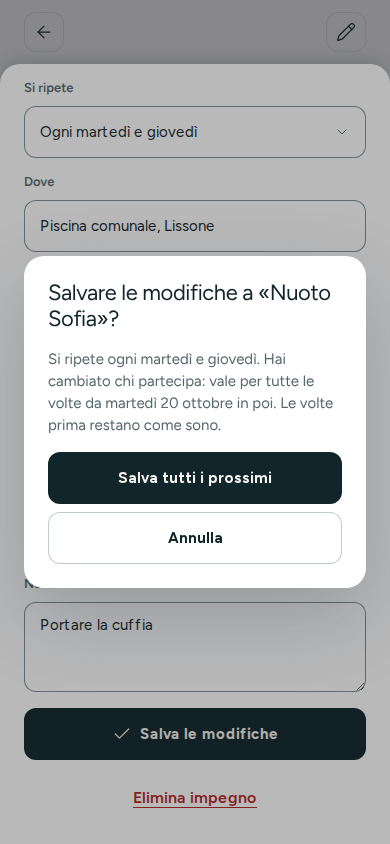 Si ripete
Ogni martedì e giovedì
Dove
Piscina comunale, Lissone
Salvare le modifiche a «Nuoto
Sofia»?
Si ripete ogni martedì e giovedì. Hai
cambiato chi partecipa: vale per tutte le
volte da martedì 20 ottobre in poi. Le volte
prima restano come sono.
Salva tutti i prossimi
Annulla
Portare la cuffia
Salva le modifiche
Elimina impegno